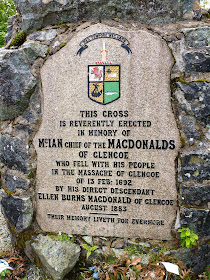 THIS CROSS
IS REVERENTLY ERECTED
IN MEMORY OF
McIAN CHIEF OF THE MACDONALDS
OF GLENCOE
WHO FELL WITH HIS PEOPLE
IN THE MASSACRE OF GLENCOE
OF 13 FEB: 1692
BY HIS DIRECT DESCENDANT
ELLEN BURNS MACDONALD OF GLENCOE
AUGUST 1883
THEIR MEMORY LIVETH FOR EVERMORE